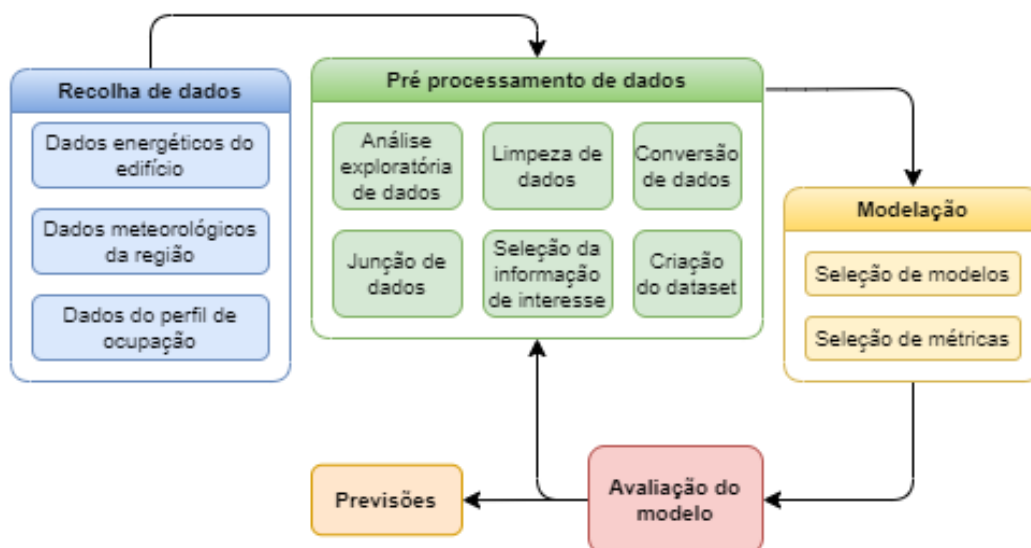 Recolha de dados
Dados energéticos do
edifício
Dados meteorológicos
da região
Dados do perfil de
ocupação
Pré processamento de dados
Análise
exploratória
de dados
Limpeza de
dados
Conversão
de dados
Junção de
dados
Seleção da
informação
de interesse
Criação
do dataset
Modelação
Seleção de modelos
Seleção de métricas
Avaliação do
modelo
Previsões